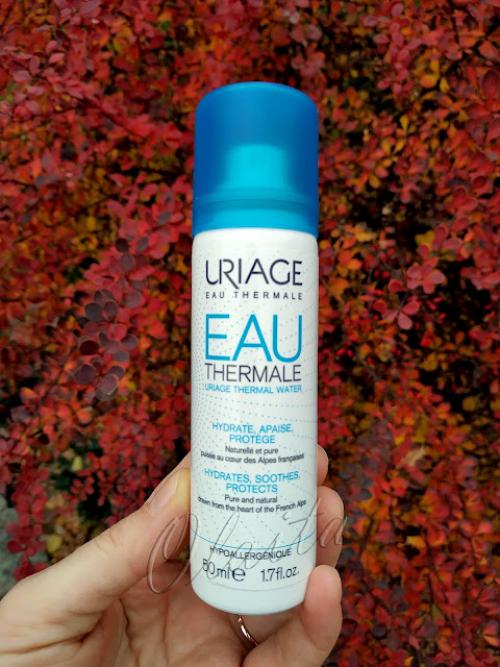 URIAGE
EAU THERMALE
EAU
THERMALE
URIAGE THERMAL WATER
HYDRATE, APAISE,
PROTÈGE
Naturelle et pure
puisée au cœur des Alpes françaises
HYDRATES, SOOTHES,
PROTECTS
Pure and natural
drawn from the heart of the French Alps
HYPOALLERGÉNIQUE
50 ml e 1.7 fl.oz.
Olasta